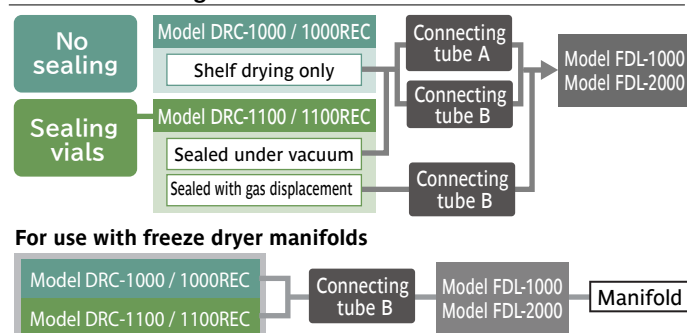 No
sealing
Model DRC-1000 / 1000REC
Shelf drying only
Connecting
tube A
Connecting
tube B
Model FDL-1000
Model FDL-2000
Sealing
vials
Model DRC-1100 / 1100REC
Sealed under vacuum
Sealed with gas displacement
Connecting
tube B
For use with freeze dryer manifolds
Model DRC-1000 / 1000REC
Model DRC-1100 / 1100REC
Connecting
tube B
Model FDL-1000
Model FDL-2000
Manifold